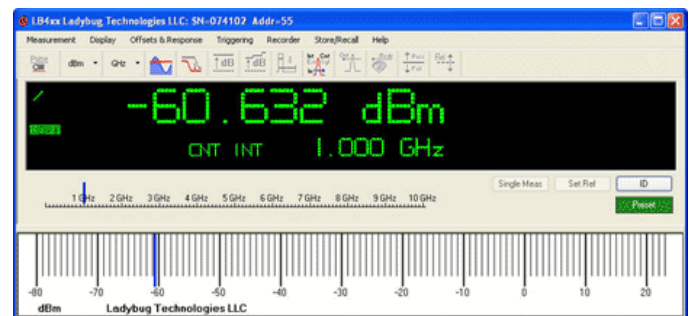 LB4xx Ladybug Technologies LLC: SN-074102 Addr-55
Measurement Display Offsets & Response Triggering Recorder Store/Recall Help
dBm GHz
-60.632 dBm
CNT INT 1.000 GHz
Single Meas Set Ref ID
1 GHz 2 GHz 3 GHz 4 GHz 5 GHz 6 GHz 7 GHz 8 GHz 9 GHz 10 GHz
Preset
-80 -70 -60 -50 -40 -30 -20 -10 0 10 20
dBm Ladybug Technologies LLC